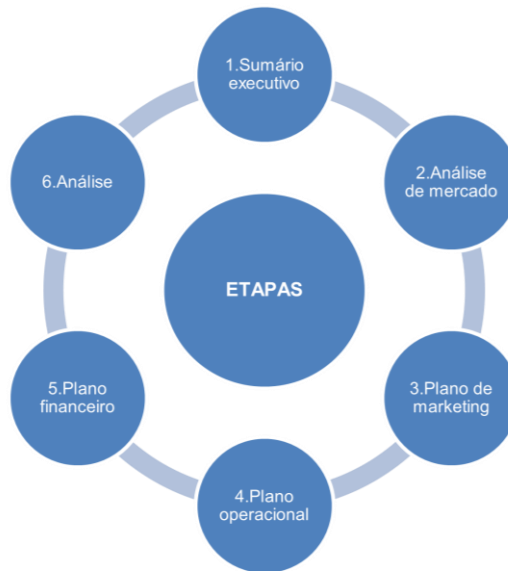 1.Sumário
executivo
2.Análise
de mercado
3.Plano de
marketing
4.Plano
operacional
5.Plano
financeiro
6.Análise
ETAPAS